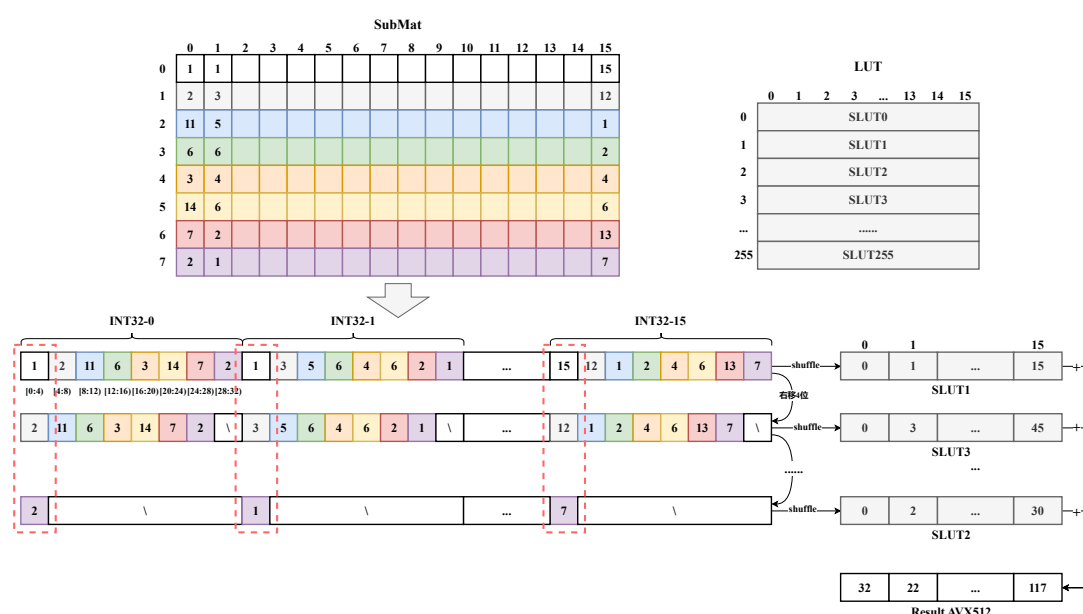 SubMat
0 1 2 3 4 5 6 7 8 9 10 11 12 13 14 15
0 1 1 15
1 2 3 12
2 11 5 1
3 6 6 2
4 3 4 4
5 14 6 6
6 7 2 13
7 2 1 7
LUT
0 1 2 3 ... 13 14 15
0 SLUT0
1 SLUT1
2 SLUT2
3 SLUT3
... ......
255 SLUT255
INT32-0 INT32-1 INT32-15
0 1 15
1 2 11 6 3 14 7 2 1 3 5 6 4 6 2 1 ... 15 12 1 2 4 6 13 7 shuffle 0 1 ... 15 +
[0:4) [4:8) [8:12) [12:16) [16:20) [20:24) [24:28) [28:32)
SLUT1
右移4位
2 11 6 3 14 7 2 \ 3 5 6 4 6 2 1 \ ... 12 1 2 4 6 13 7 \ shuffle 0 3 ... 45 +
SLUT3
...... ...
2 \ 1 \ ... 7 \ shuffle 0 2 ... 30 +
SLUT2
32 22 ... 117
Result AVX512